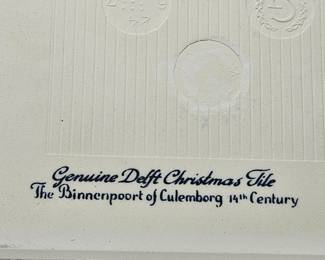 Genuine Delft Christmas Tile
The Binnenpoort of Culemborg 14th Century